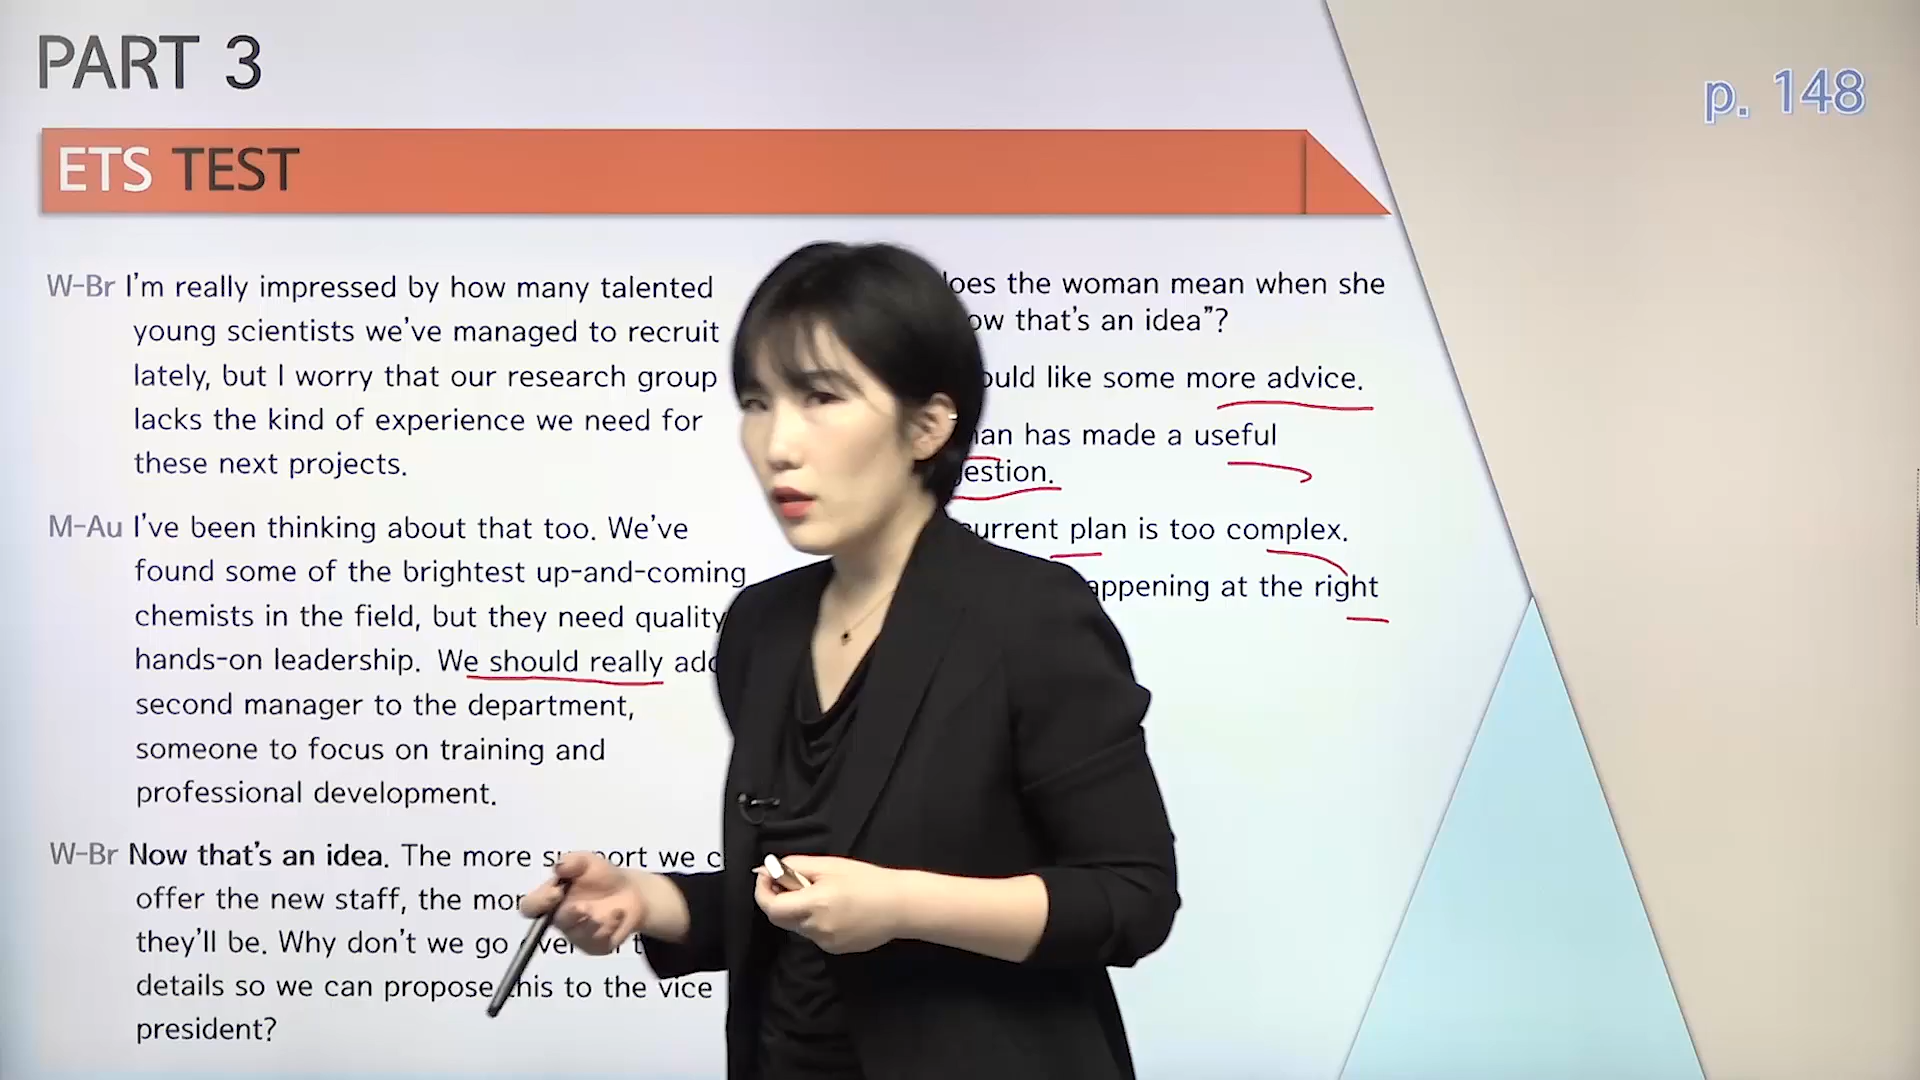 PART 3
p. 148
ETS TEST
W-Br I'm really impressed by how many talented
young scientists we've managed to recruit
lately, but I worry that our research group
lacks the kind of experience we need for
these next projects.
M-Au I've been thinking about that too. We've
found some of the brightest up-and-coming
chemists in the field, but they need quality
hands-on leadership. We should really
second manager to the department,
someone to focus on training and
professional development.
W-Br Now that's an idea. The more support we
offer the new staff, the
they'll be. Why don't we go
details so we can propose this to the vice
president?
the woman mean when she
that's an idea"?
like some more advice.
has made a useful
plan is too complex.
at the right